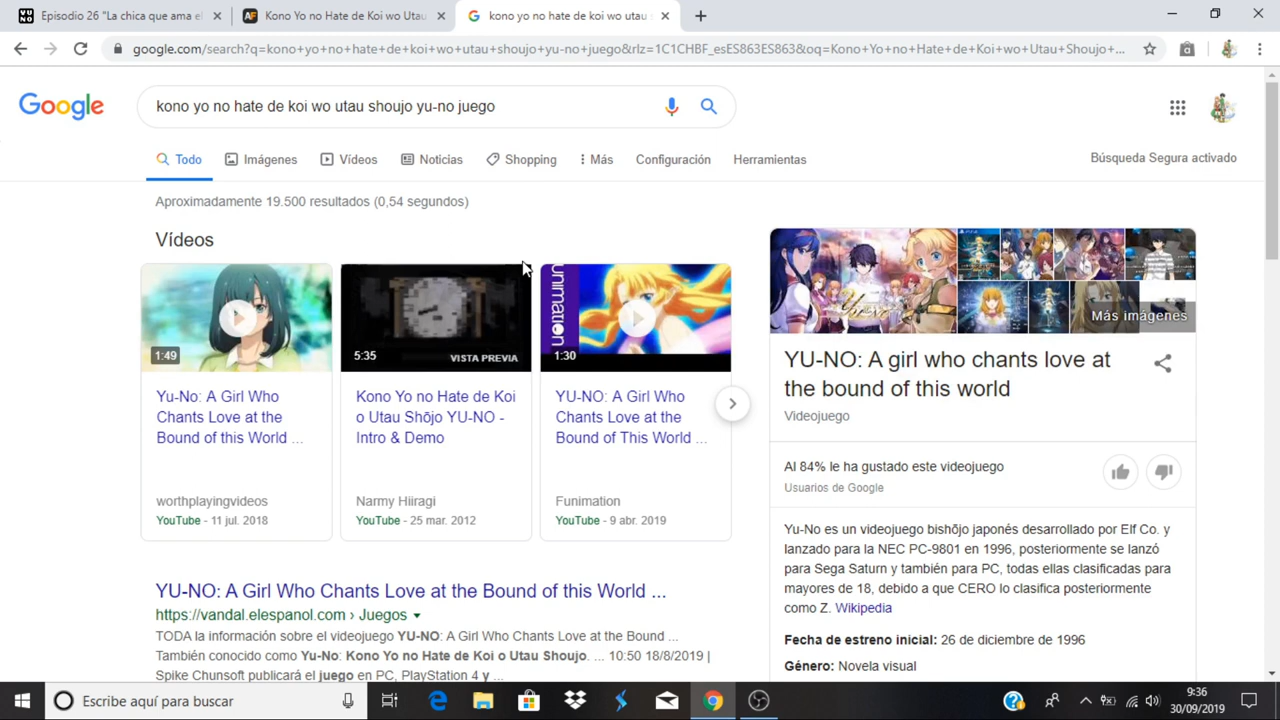 Episodio 26 "La chica que ama el
Kono Yo no Hate de Koi wo Utau
kono yo no hate de koi wo utau s
google.com/search?q=kono+yo+no+hate+de+koi+wo+utau+shoujo+yu-no+juego&rlz=1C1CHBF_esES863ES863&oq=Kono+Yo+no+Hate+de+Koi+wo+Utau+Shoujo+...
Google
kono yo no hate de koi wo utau shoujo yu-no juego
Todo
Imágenes
Vídeos
Noticias
Shopping
Más
Configuración
Herramientas
Búsqueda Segura activado
Aproximadamente 19.500 resultados (0,54 segundos)
Vídeos
1:49
Yu-No: A Girl Who
Chants Love at the
Bound of this World ...
worthplayingvideos
YouTube - 11 jul. 2018
5:35
VISTA PREVIA
Kono Yo no Hate de Koi
o Utau Shōjo YU-NO -
Intro & Demo
Narmy Hiiragi
YouTube - 25 mar. 2012
unimation
1:30
YU-NO: A Girl Who
Chants Love at the
Bound of This World ...
Funimation
YouTube - 9 abr. 2019
YU-NO: A Girl Who Chants Love at the Bound of this World ...
https://vandal.elespanol.com › Juegos
TODA la información sobre el videojuego YU-NO: A Girl Who Chants Love at the Bound ...
También conocido como Yu-No: Kono Yo no Hate de Koi o Utau Shoujo. ... 10:50 18/8/2019 |
Spike Chunsoft publicará el juego en PC, PlayStation 4 y ...
Más imágenes
YU-NO: A girl who chants love at
the bound of this world
Videojuego
Al 84% le ha gustado este videojuego
Usuarios de Google
Yu-No es un videojuego bishōjo japonés desarrollado por Elf Co. y
lanzado para la NEC PC-9801 en 1996, posteriormente se lanzó
para Sega Saturn y también para PC, todas ellas clasificadas para
mayores de 18, debido a que CERO lo clasifica posteriormente
como Z. Wikipedia
Fecha de estreno inicial: 26 de diciembre de 1996
Género: Novela visual
Escribe aquí para buscar
9:36
30/09/2019